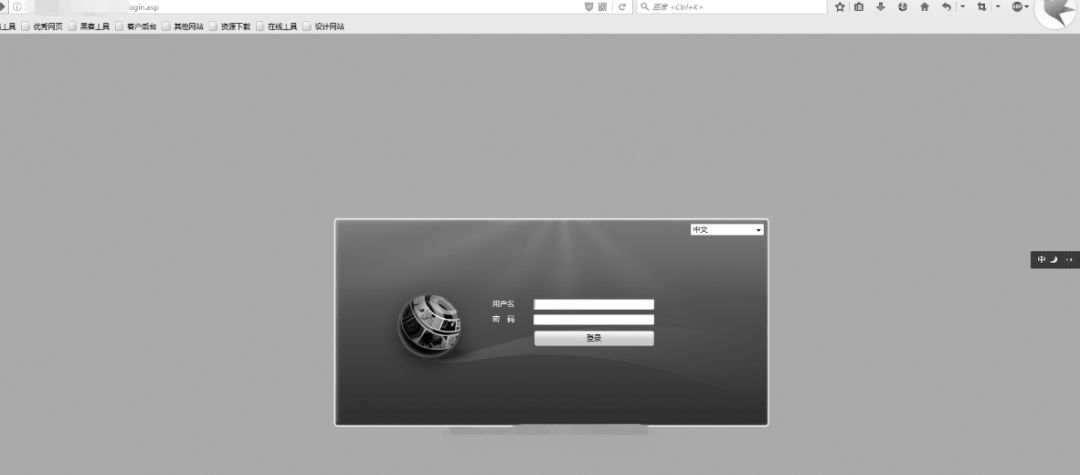 ogin.asp
百度 <Ctrl+K>
工具 优秀网页 黑客工具 客户后台 其他网站 资源下载 在线工具 设计网站
中文
中
用户名
密 码
登录